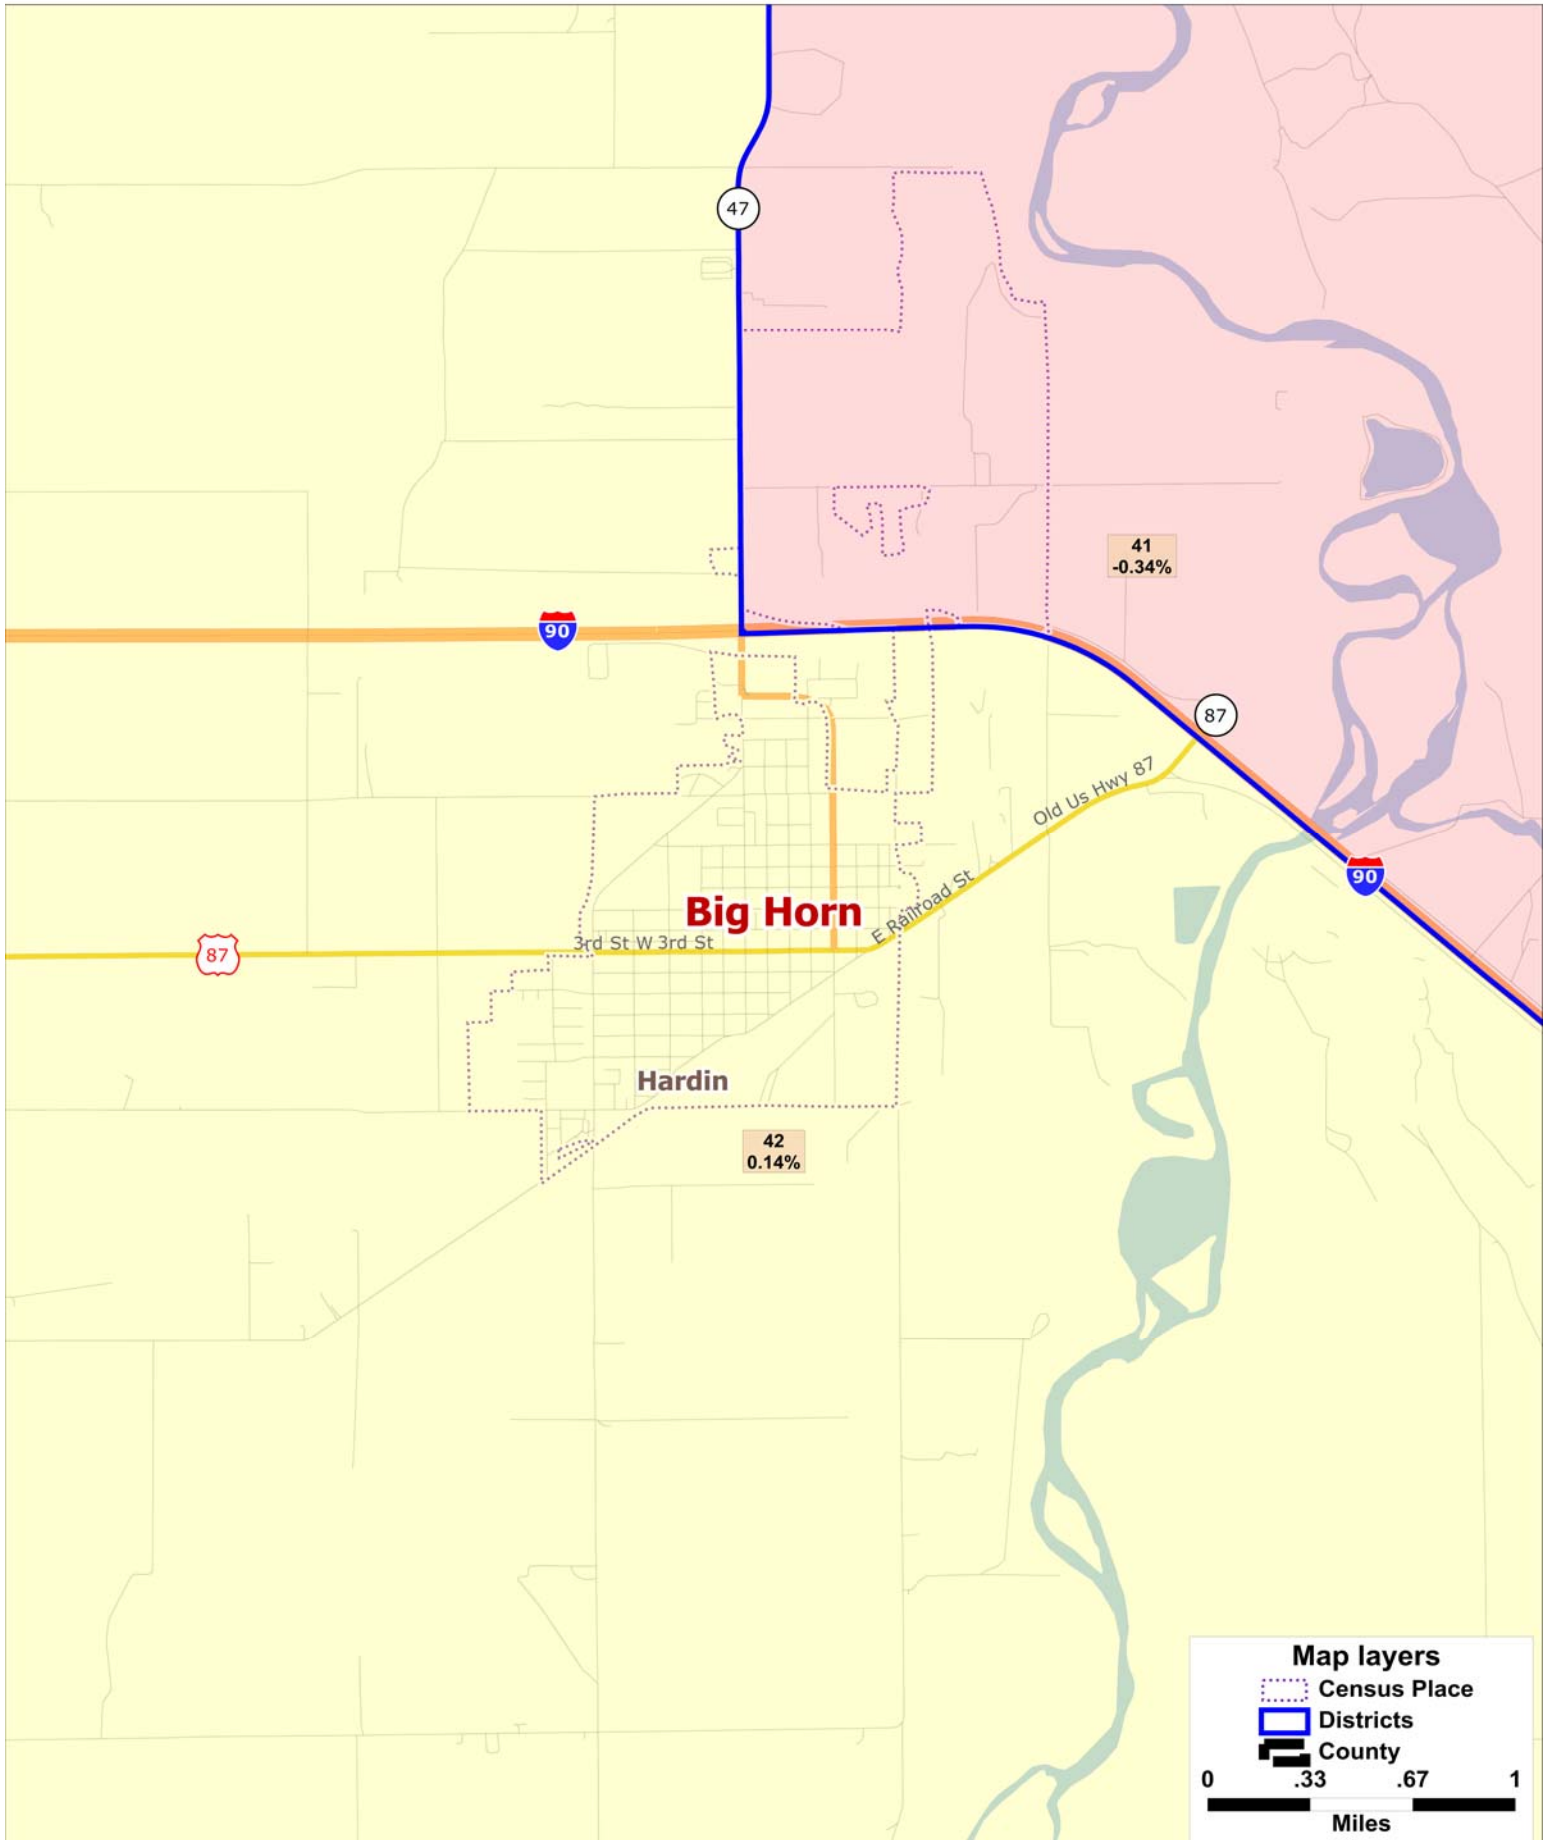 47
41
-0.34%
90
87
Old Us Hwy 87
90
E Railroad St
Big Horn
3rd St W 3rd St
87
Hardin
42
0.14%
Map layers
Census Place
Districts
County
0 .33 .67 1
Miles